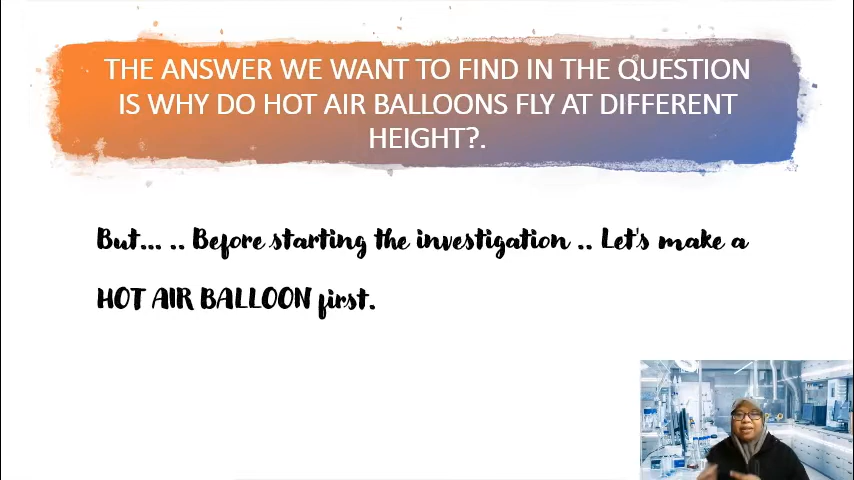 THE ANSWER WE WANT TO FIND IN THE QUESTION
IS WHY DO HOT AIR BALLOONS FLY AT DIFFERENT
HEIGHT?.
But... .. Before starting the investigation .. Let's make a
HOT AIR BALLOON first.